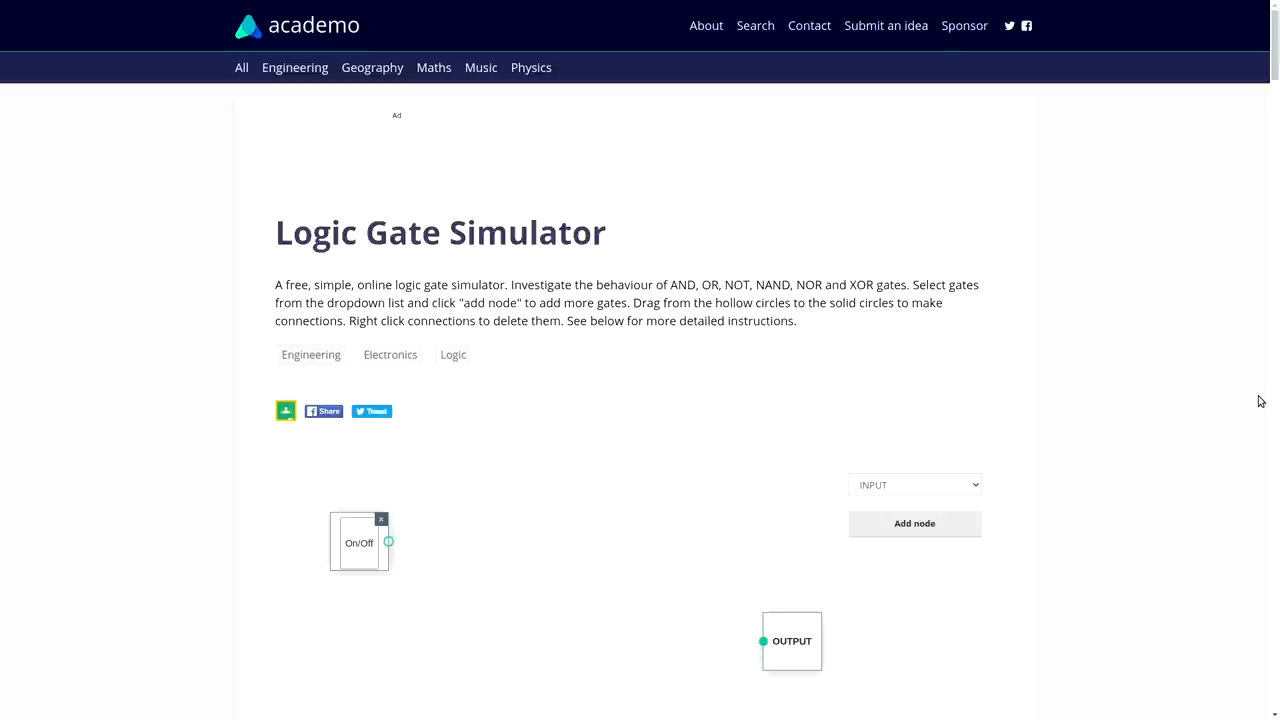 academo
About Search Contact Submit an idea Sponsor
All Engineering Geography Maths Music Physics
Ad
Logic Gate Simulator
A free, simple, online logic gate simulator. Investigate the behaviour of AND, OR, NOT, NAND, NOR and XOR gates. Select gates
from the dropdown list and click "add node" to add more gates. Drag from the hollow circles to the solid circles to make
connections. Right click connections to delete them. See below for more detailed instructions.
Engineering Electronics Logic
Share Tweet
INPUT
Add node
On/Off
OUTPUT